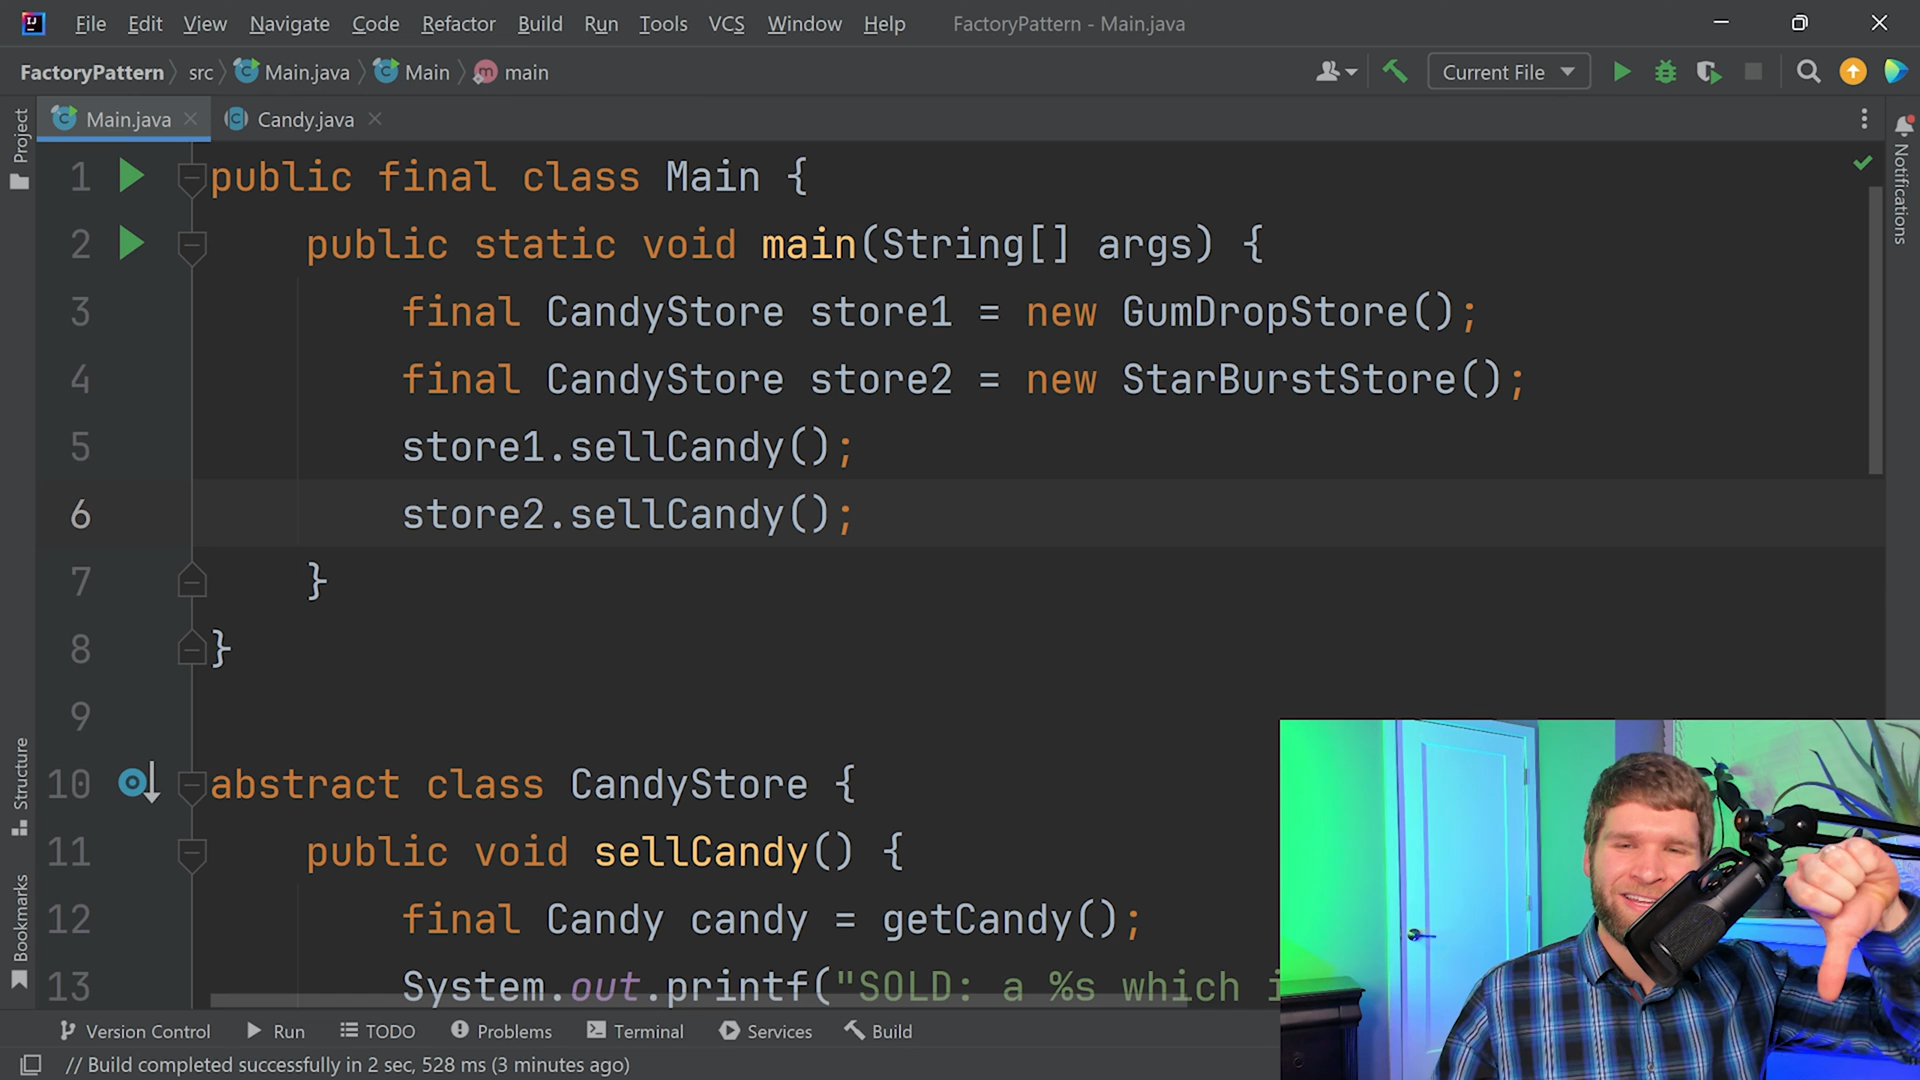 File Edit View Navigate Code Refactor Build Run Tools VCS Window Help FactoryPattern - Main.java
FactoryPattern src Main.java Main main Current File
Project
Main.java Candy.java
Notifications
1 public final class Main {
2 public static void main(String[] args) {
3 final CandyStore store1 = new GumDropStore();
4 final CandyStore store2 = new StarBurstStore();
5 store1.sellCandy();
6 store2.sellCandy();
7 }
8 }
9
10 abstract class CandyStore {
11 public void sellCandy() {
12 final Candy candy = getCandy();
13 System.out.printf("SOLD: a %s which i
Structure
Bookmarks
Version Control Run TODO Problems Terminal Services Build
// Build completed successfully in 2 sec, 528 ms (3 minutes ago)